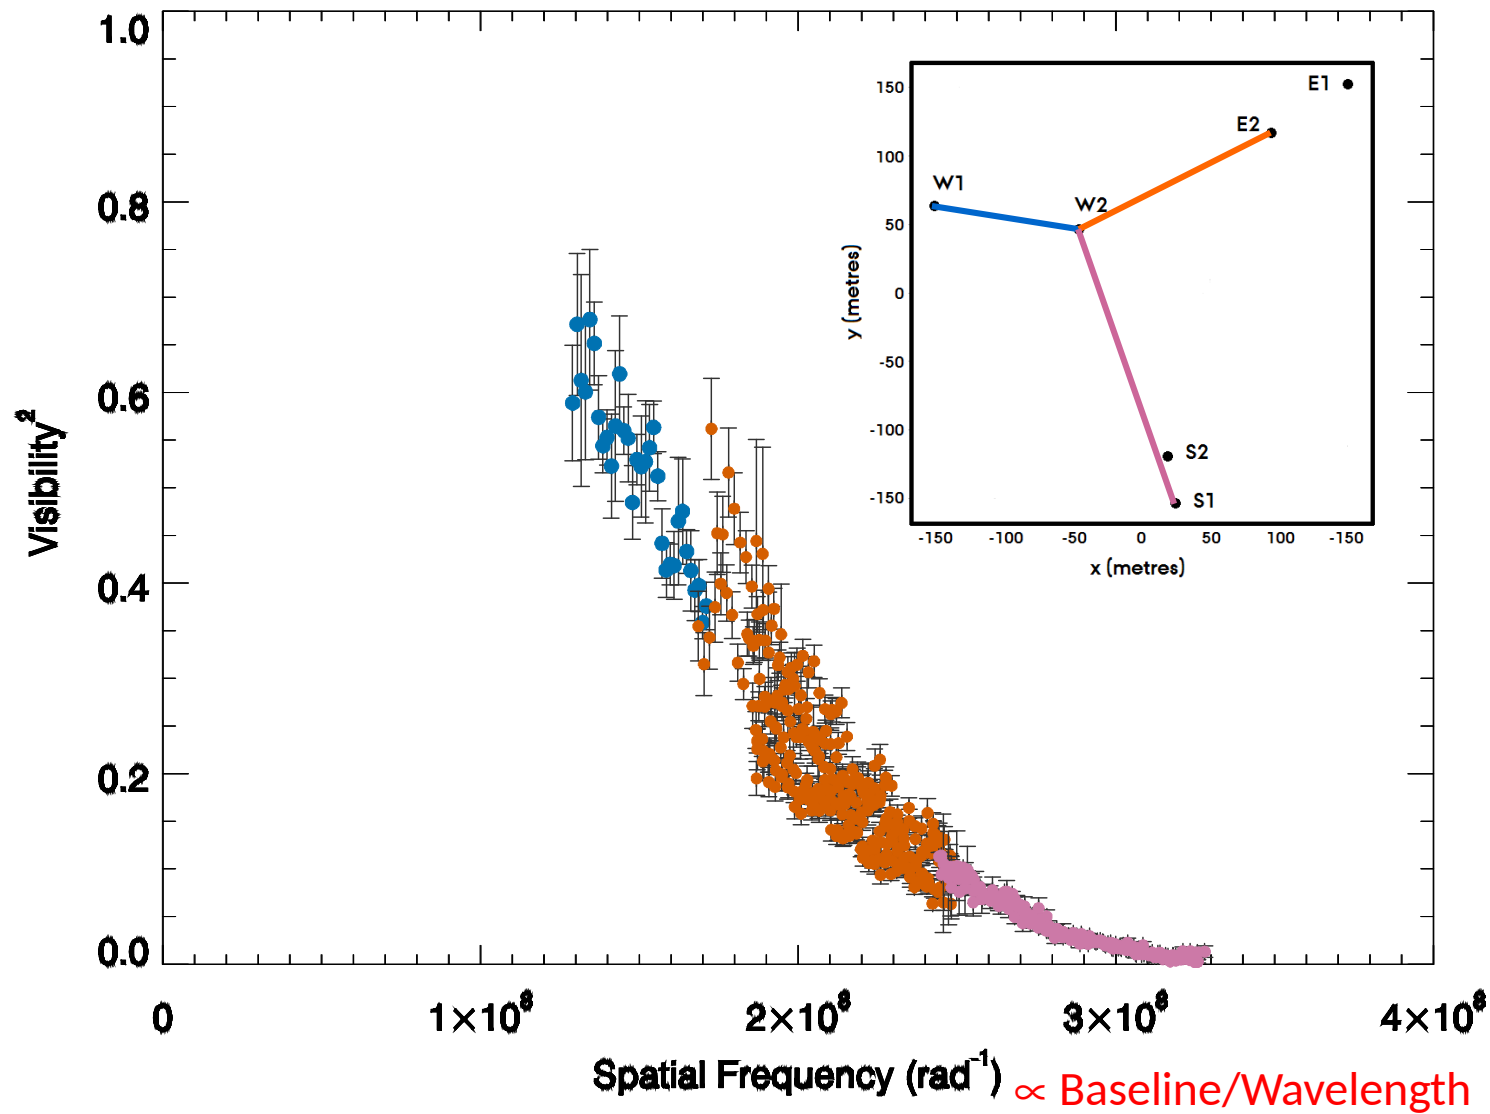 1.0
0.8
0.6
0.4
0.2
0.0
Visibility²
0
1×10⁸
2×10⁸
3×10⁸
4×10⁸
Spatial Frequency (rad⁻¹)
∝ Baseline/Wavelength
150
100
50
0
-50
-100
-150
y (metres)
E1
E2
W1
W2
S2
S1
-150
-100
-50
0
50
100
-150
x (metres)